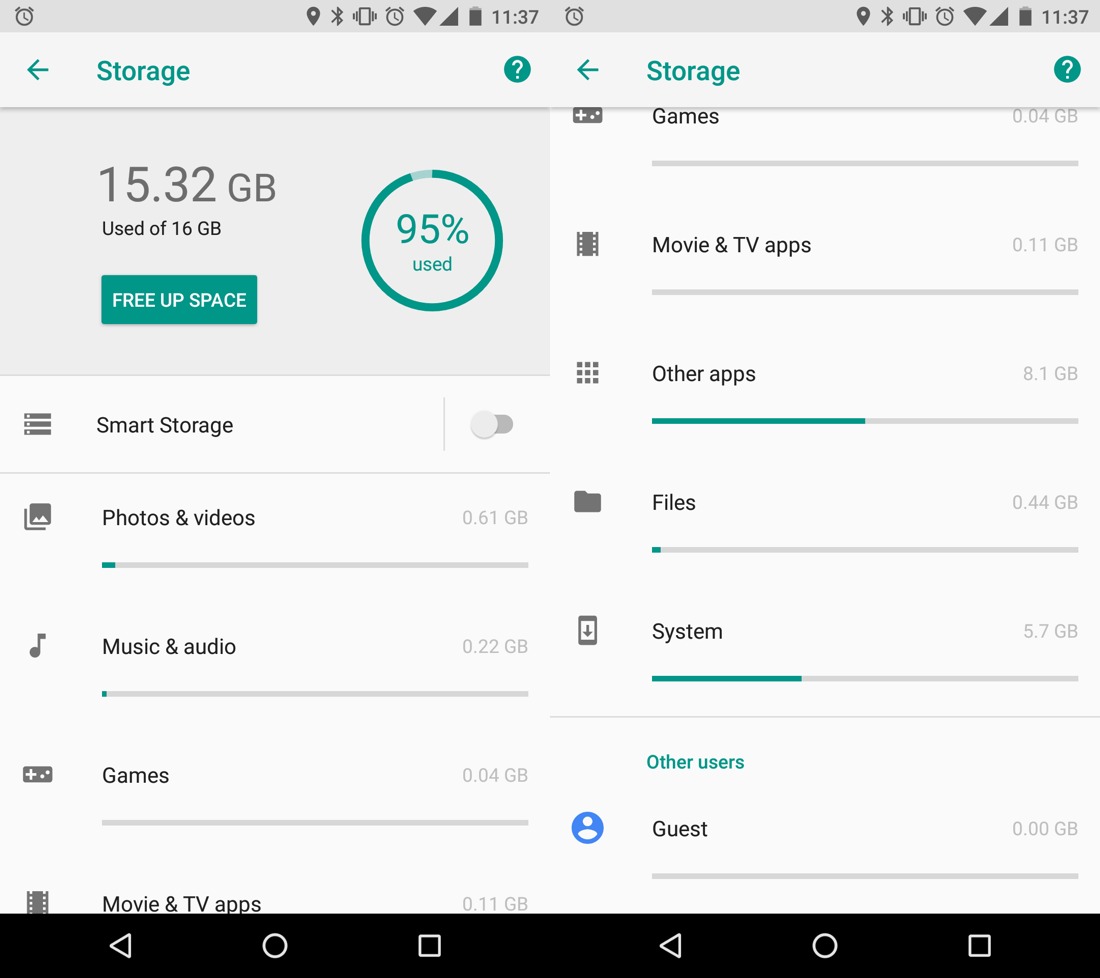 11:37
Storage
?
15.32 GB
Used of 16 GB
95%
used
FREE UP SPACE
Smart Storage
Photos & videos 0.61 GB
Music & audio 0.22 GB
Games 0.04 GB
Movie & TV apps 0.11 GB
11:37
Storage
?
Games 0.04 GB
Movie & TV apps 0.11 GB
Other apps 8.1 GB
Files 0.44 GB
System 5.7 GB
Other users
Guest 0.00 GB